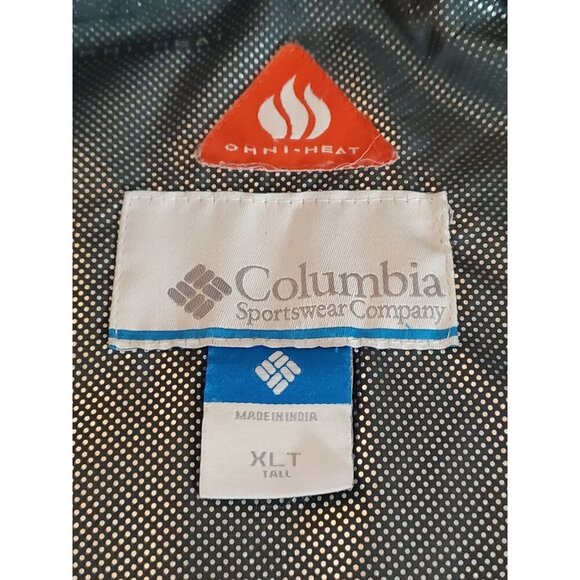 OMNI-HEAT
Columbia
Sportswear Company
MADE IN INDIA
XLT
TALL